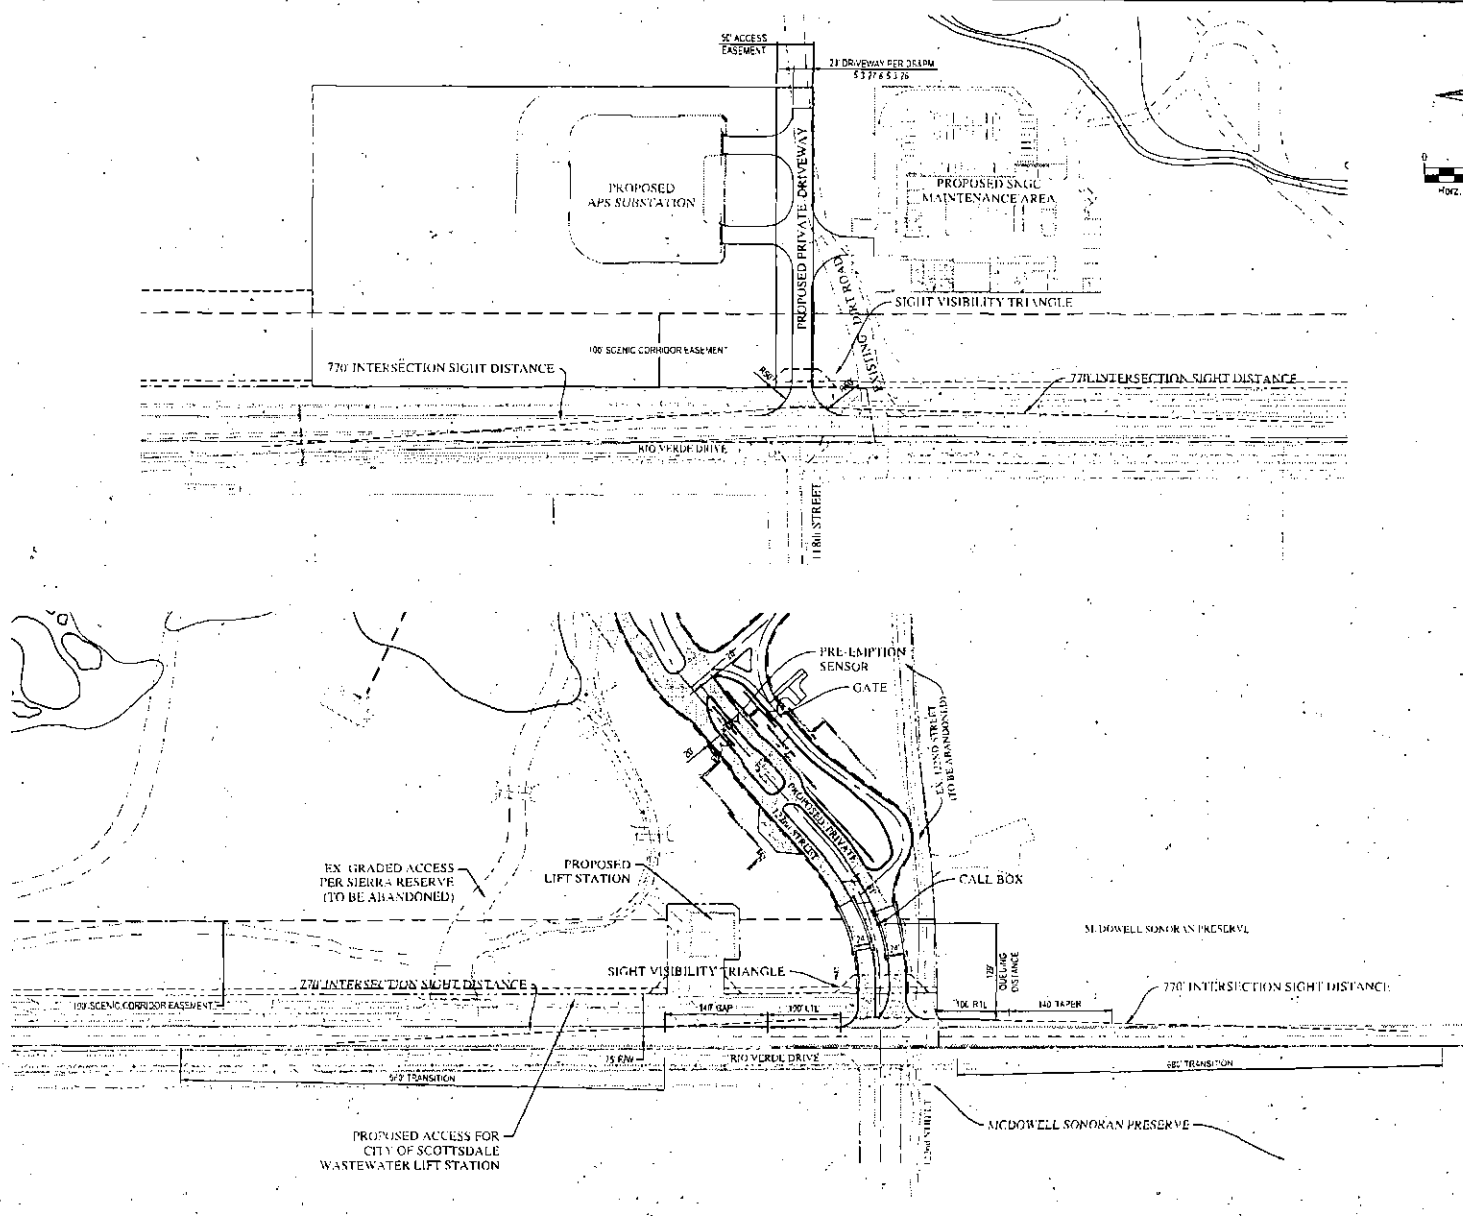 50' ACCESS
EASEMENT
PROPOSED
APS SUBSTATION
PROPOSED PRIVATE DRIVEWAY
PROPOSED
MAINTENANCE AREA
EXISTING DIRT ROAD
SIGHT VISIBILITY TRIANGLE
100' SCENIC CORRIDOR EASEMENT
770' INTERSECTION SIGHT DISTANCE
770' INTERSECTION SIGHT DISTANCE
RIO VERDE DRIVE
118th STREET
0
Horz.
PRE-EMPTION
SENSOR
GATE
20'
EX. 122ND STREET
(TO BE ABANDONED)
PROPOSED PRIVATE
122nd STREET
EX. GRADED ACCESS
PER SIERRA RESERVE
(TO BE ABANDONED)
PROPOSED
LIFT STATION
CALL BOX
24'
24'
QUEUING
DISTANCE
MCDOWELL SONORAN PRESERVE
SIGHT VISIBILITY TRIANGLE
770' INTERSECTION SIGHT DISTANCE
100' SCENIC CORRIDOR EASEMENT
140' GAP
100' LTL
100' RTL
140' TAPER
770' INTERSECTION SIGHT DISTANCE
75' R/W
RIO VERDE DRIVE
TRANSITION
TRANSITION
122nd STREET
MCDOWELL SONORAN PRESERVE
PROPOSED ACCESS FOR
CITY OF SCOTTSDALE
WASTEWATER LIFT STATION